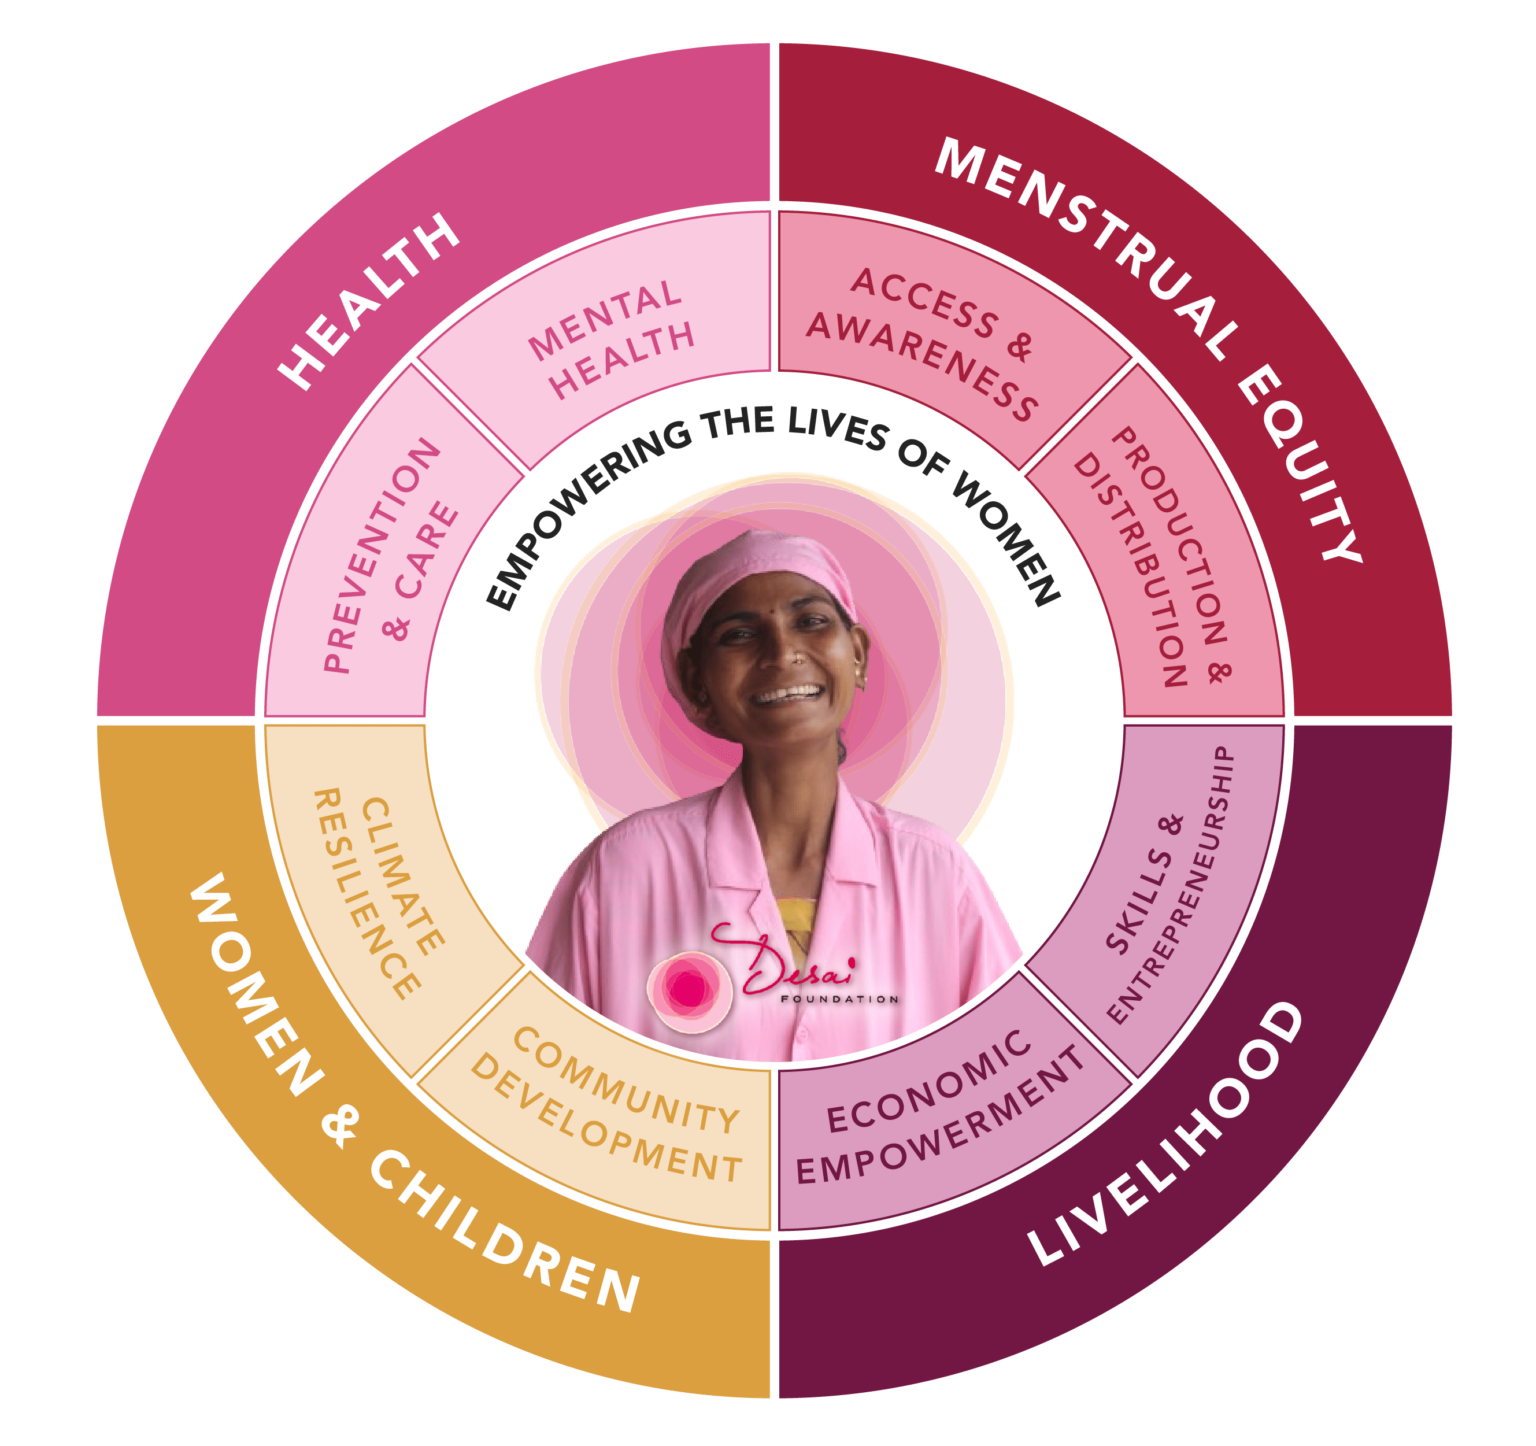 HEALTH
MENSTRUAL EQUITY
MENTAL
HEALTH
ACCESS &
AWARENESS
PREVENTION
& CARE
PRODUCTION &
DISTRIBUTION
EMPOWERING THE LIVES OF WOMEN
Desai
FOUNDATION
CLIMATE
RESILIENCE
SKILLS &
ENTREPRENEURSHIP
COMMUNITY
DEVELOPMENT
ECONOMIC
EMPOWERMENT
WOMEN & CHILDREN
LIVELIHOOD